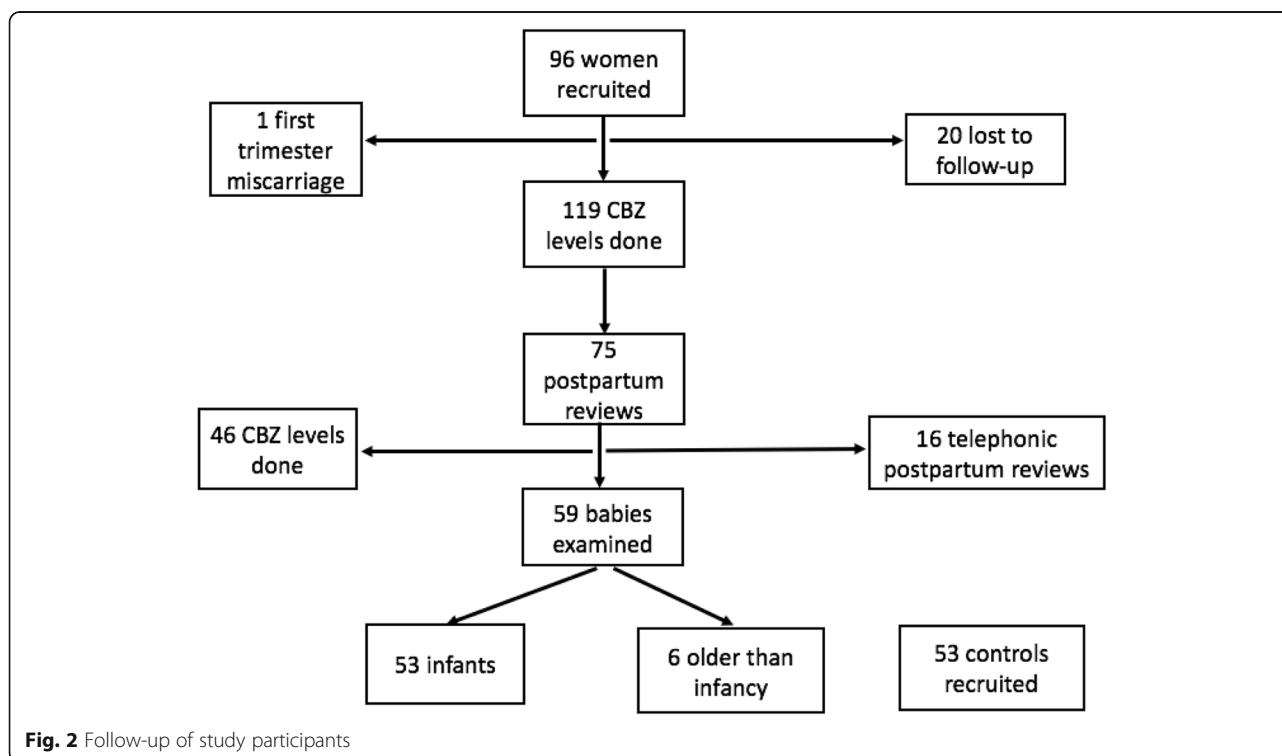 96 women
recruited
1 first
trimester
miscarriage
20 lost to
follow-up
119 CBZ
levels done
75
postpartum
reviews
46 CBZ levels
done
16 telephonic
postpartum reviews
59 babies
examined
53 infants
6 older than
infancy
53 controls
recruited
Fig. 2 Follow-up of study participants